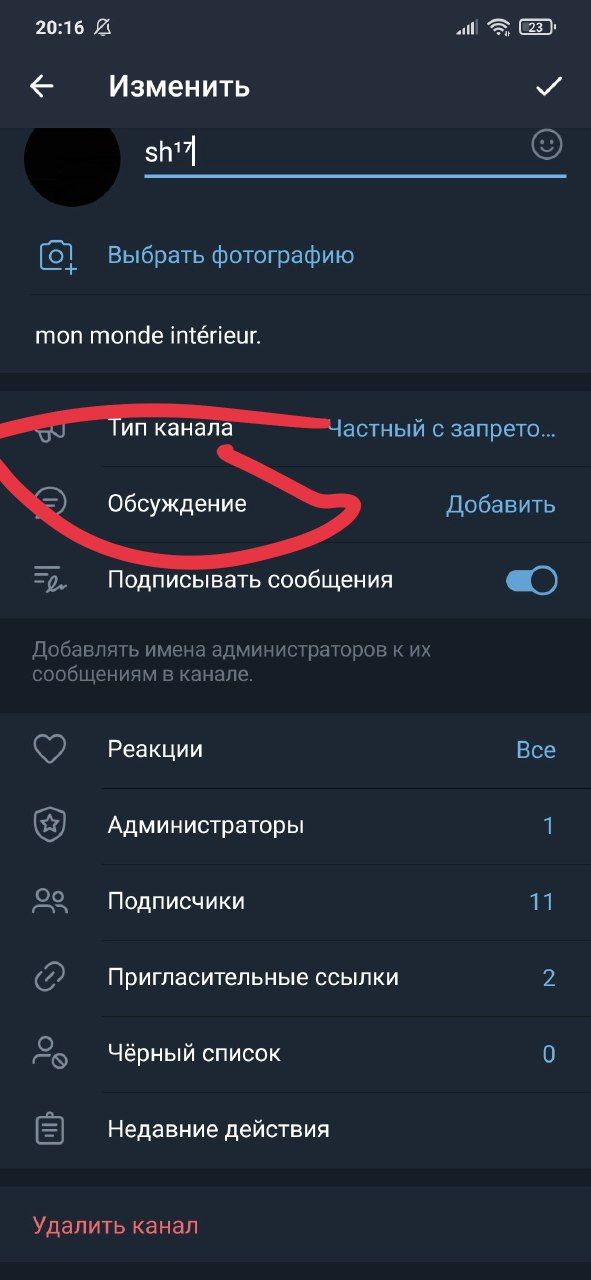 20:16
23
Изменить
sh¹⁷
Выбрать фотографию
mon monde intérieur.
Тип канала Частный с запрето...
Обсуждение Добавить
Подписывать сообщения
Добавлять имена администраторов к их
сообщениям в канале.
Реакции Все
Администраторы 1
Подписчики 11
Пригласительные ссылки 2
Чёрный список 0
Недавние действия
Удалить канал